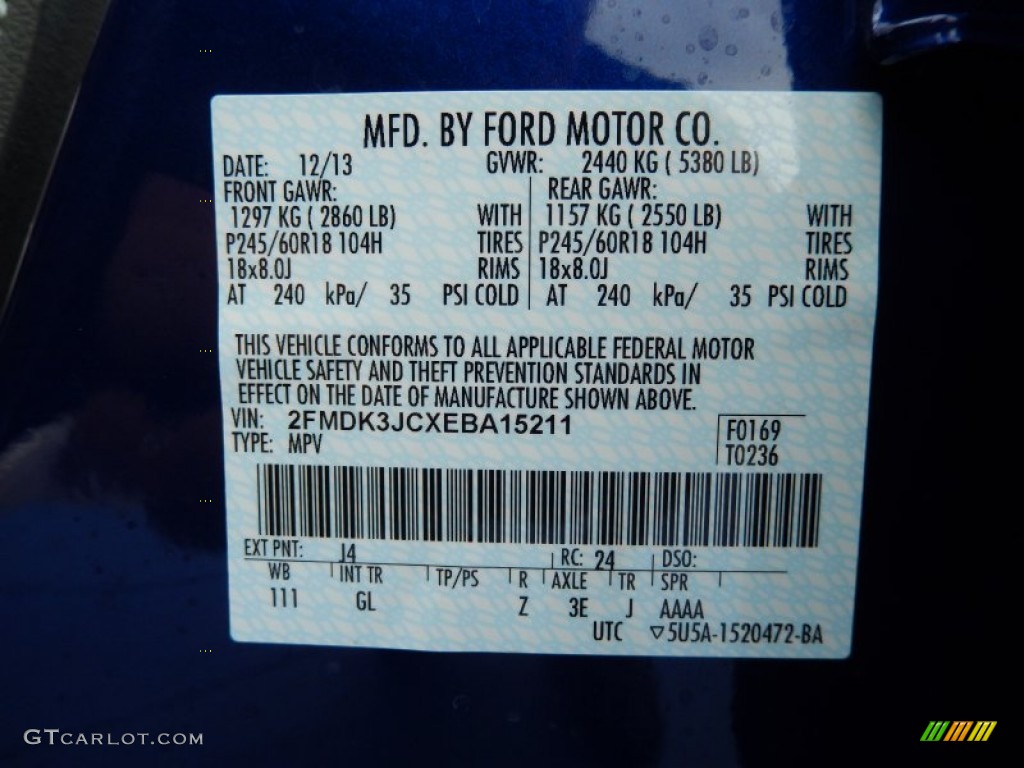 MFD. BY FORD MOTOR CO.
DATE: 12/13 GVWR: 2440 KG ( 5380 LB)
FRONT GAWR: REAR GAWR:
1297 KG ( 2860 LB) WITH 1157 KG ( 2550 LB) WITH
P245/60R18 104H TIRES P245/60R18 104H TIRES
18x8.0J RIMS 18x8.0J RIMS
AT 240 kPa/ 35 PSI COLD AT 240 kPa/ 35 PSI COLD
THIS VEHICLE CONFORMS TO ALL APPLICABLE FEDERAL MOTOR
VEHICLE SAFETY AND THEFT PREVENTION STANDARDS IN
EFFECT ON THE DATE OF MANUFACTURE SHOWN ABOVE.
VIN: 2FMDK3JCXEBA15211 F0169
TYPE: MPV T0236
EXT PNT: J4 RC: 24 DSO:
WB INT TR TP/PS R AXLE TR SPR
111 GL Z 3E J AAAA
UTC ▽5U5A-1520472-BA
GTCARLOT.COM